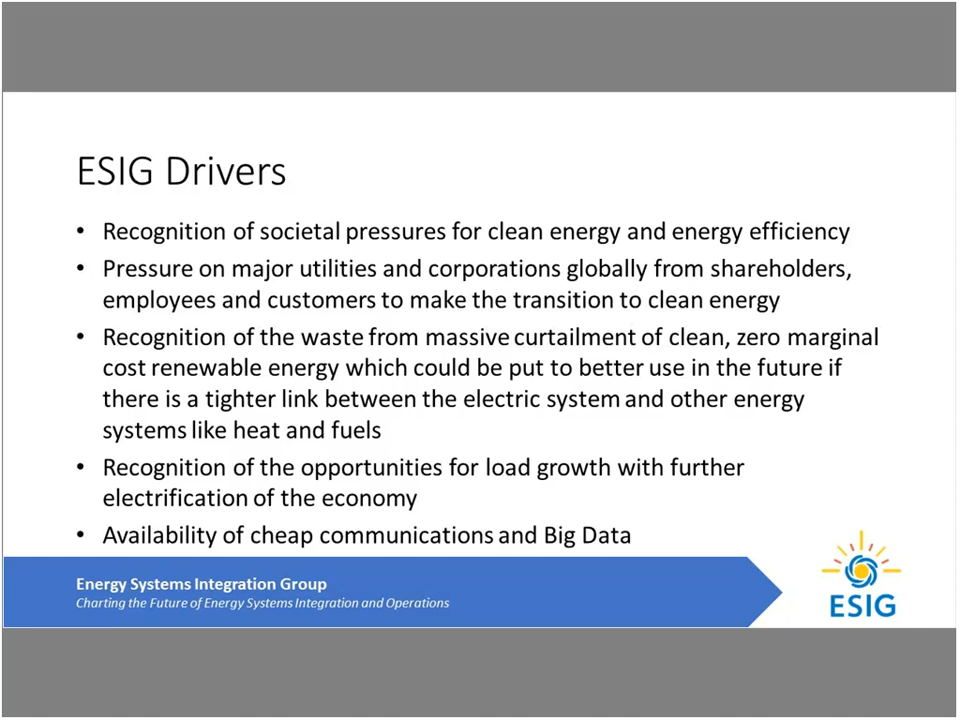 ESIG Drivers
• Recognition of societal pressures for clean energy and energy efficiency
• Pressure on major utilities and corporations globally from shareholders,
employees and customers to make the transition to clean energy
• Recognition of the waste from massive curtailment of clean, zero marginal
cost renewable energy which could be put to better use in the future if
there is a tighter link between the electric system and other energy
systems like heat and fuels
• Recognition of the opportunities for load growth with further
electrification of the economy
• Availability of cheap communications and Big Data
Energy Systems Integration Group
Charting the Future of Energy Systems Integration and Operations
ESIG